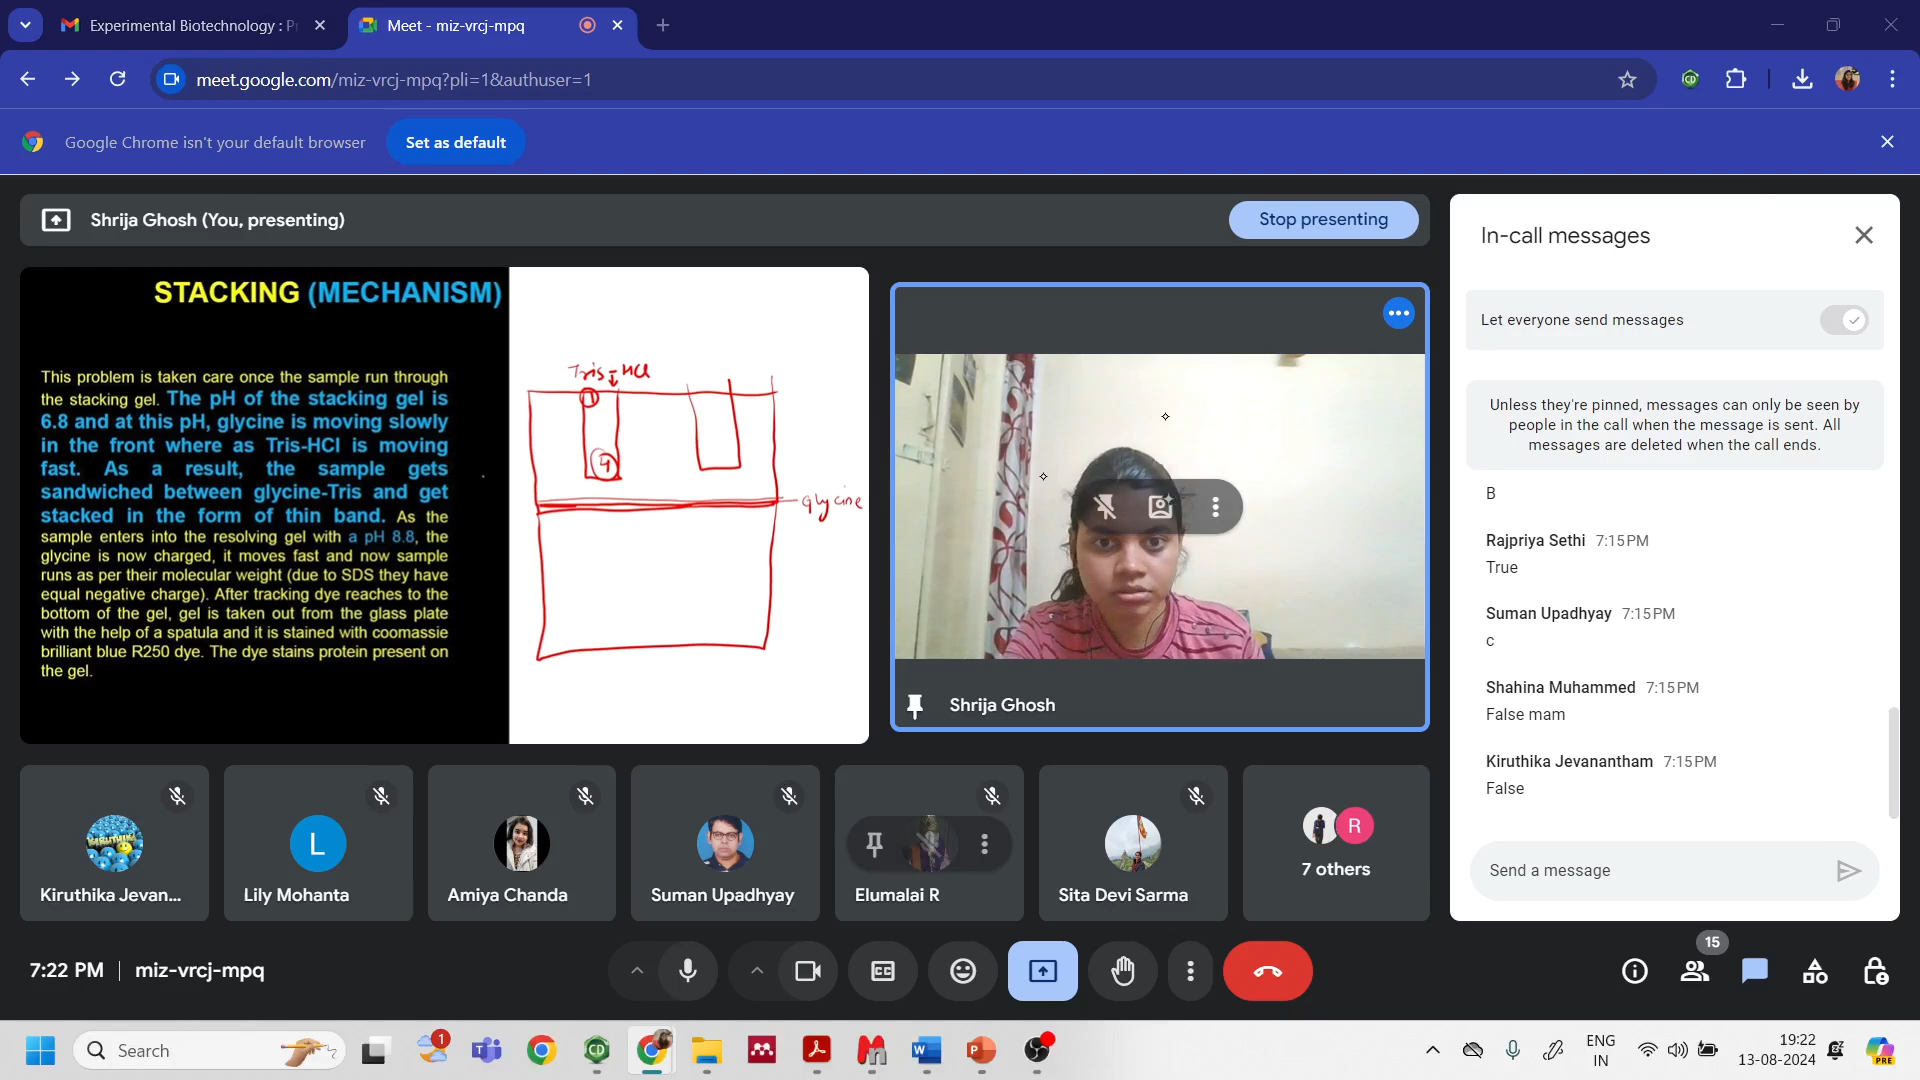 Experimental Biotechnology : Pr
Meet - miz-vrcj-mpq
meet.google.com/miz-vrcj-mpq?pli=1&authuser=1
Google Chrome isn't your default browser
Set as default
Shrija Ghosh (You, presenting)
Stop presenting
STACKING (MECHANISM)
This problem is taken care once the sample run through
the stacking gel. The pH of the stacking gel is
6.8 and at this pH, glycine is moving slowly
in the front where as Tris-HCl is moving
fast. As a result, the sample gets
sandwiched between glycine-Tris and get
stacked in the form of thin band. As the
sample enters into the resolving gel with a pH 8.8, the
glycine is now charged, it moves fast and now sample
runs as per their molecular weight (due to SDS they have
equal negative charge). After tracking dye reaches to the
bottom of the gel, gel is taken out from the glass plate
with the help of a spatula and it is stained with coomassie
brilliant blue R250 dye. The dye stains protein present on
the gel.
Tris-HCl
glycine
Shrija Ghosh
In-call messages
Let everyone send messages
Unless they're pinned, messages can only be seen by
people in the call when the message is sent. All
messages are deleted when the call ends.
B
Rajpriya Sethi 7:15 PM
True
Suman Upadhyay 7:15 PM
c
Shahina Muhammed 7:15 PM
False mam
Kiruthika Jevanantham 7:15 PM
False
Send a message
Kiruthika Jevan...
L
Lily Mohanta
Amiya Chanda
Suman Upadhyay
Elumalai R
Sita Devi Sarma
R
7 others
7:22 PM | miz-vrcj-mpq
CC
15
Search
1
ENG
IN
19:22
13-08-2024